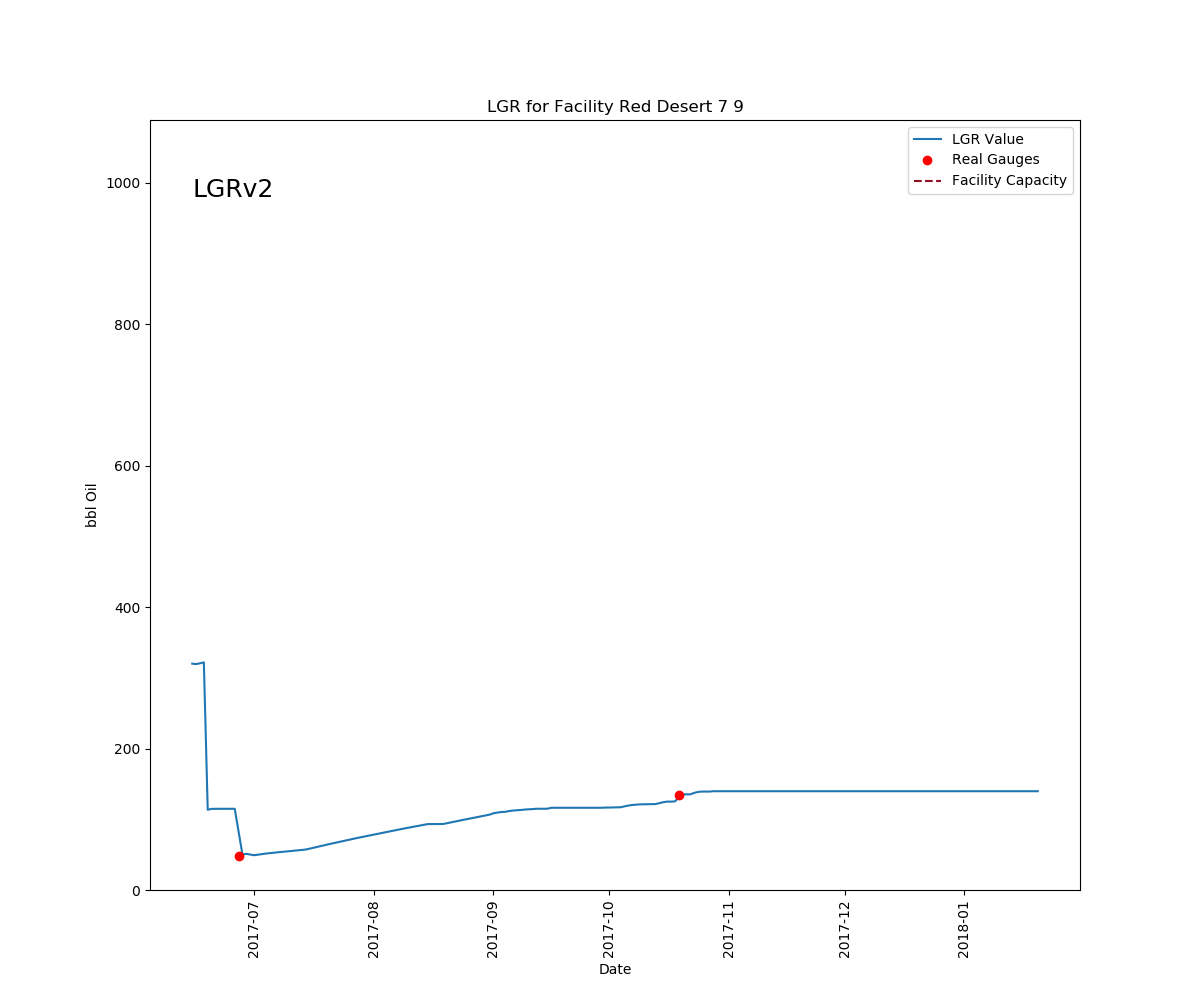 LGR for Facility Red Desert 7 9
LGR Value
Real Gauges
Facility Capacity
LGRv2
1000
800
600
400
200
0
bbl Oil
2017-07
2017-08
2017-09
2017-10
2017-11
2017-12
2018-01
Date